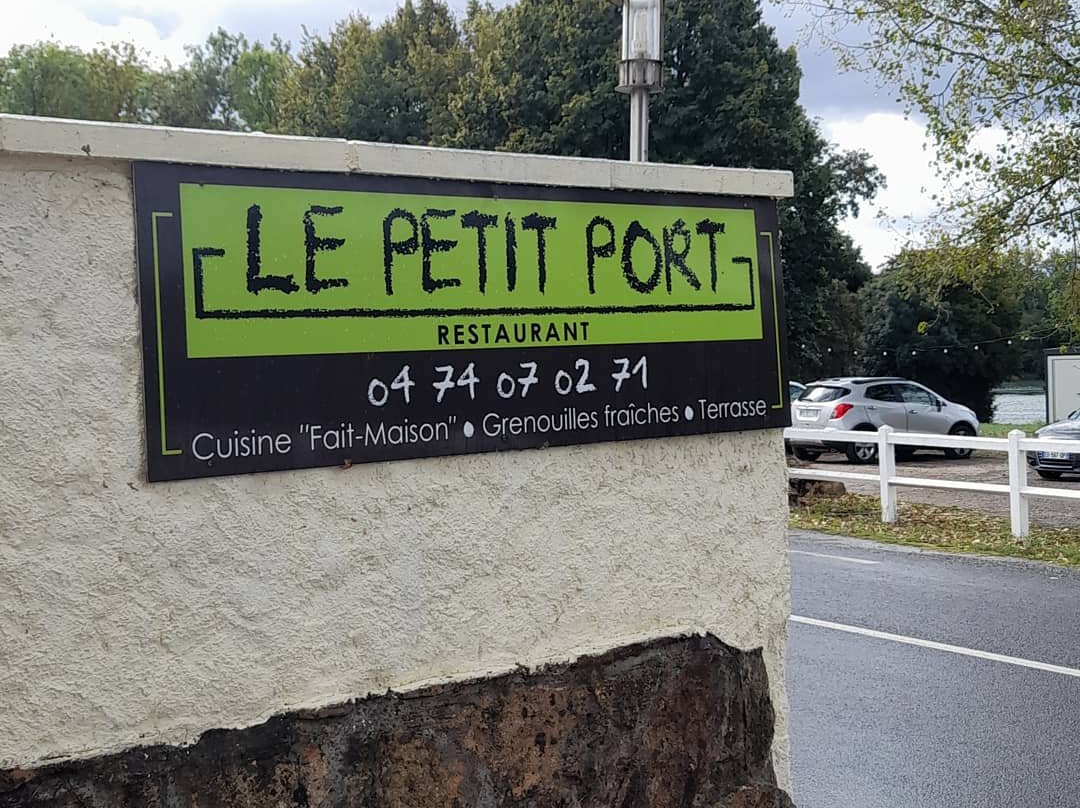 LE PETIT PORT
RESTAURANT
04 74 07 02 71
Cuisine "Fait-Maison" ● Grenouilles fraîches ● Terrasse